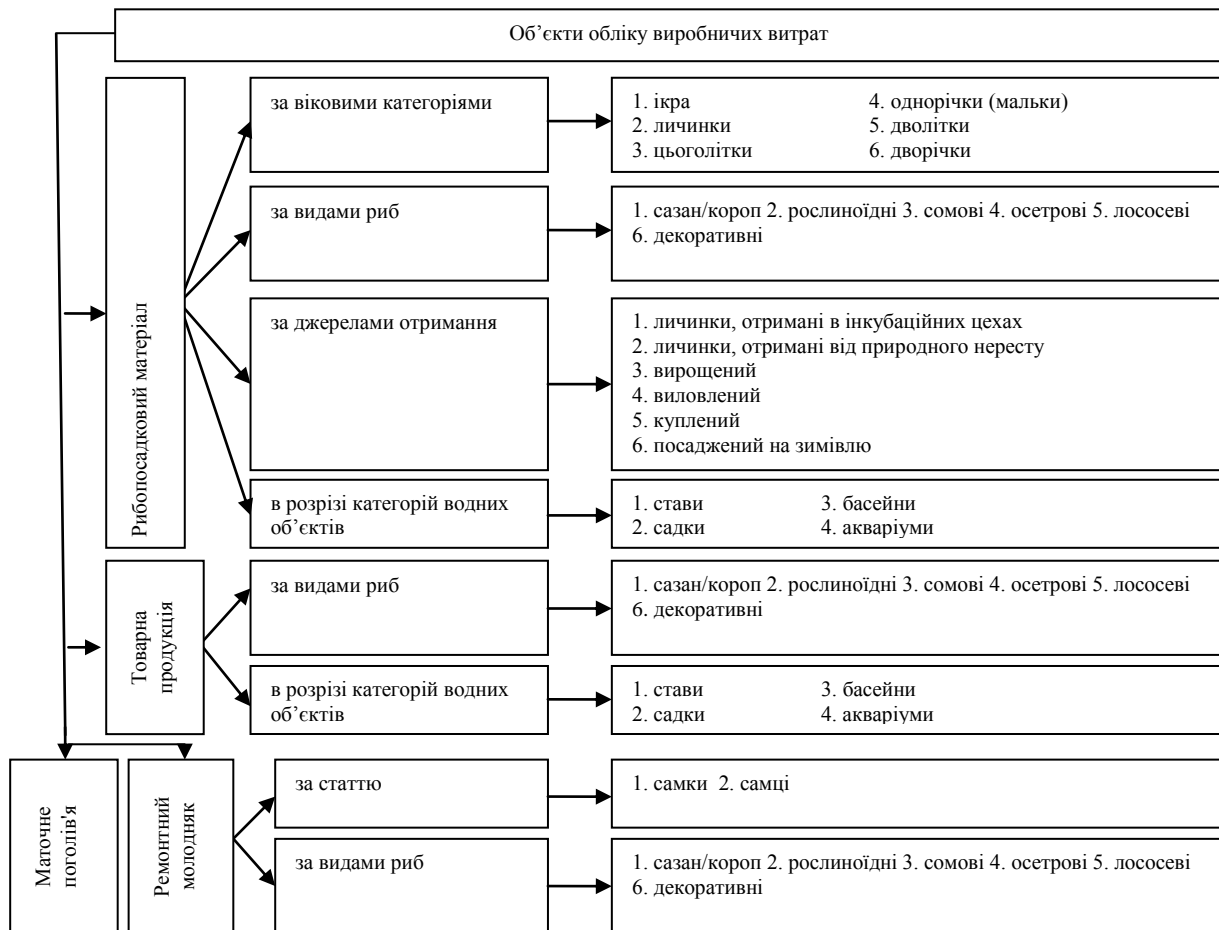 Об’єкти обліку виробничих витрат
Рибопосадковий матеріал
за віковими категоріями
1. ікра 4. однорічки (мальки)
2. личинки 5. дволітки
3. цьоголітки 6. дворічки
за видами риб
1. сазан/короп 2. рослиноїдні 3. сомові 4. осетрові 5. лососеві
6. декоративні
за джерелами отримання
1. личинки, отримані в інкубаційних цехах
2. личинки, отримані від природного нересту
3. вирощений
4. виловлений
5. куплений
6. посаджений на зимівлю
в розрізі категорій водних
об’єктів
1. стави 3. басейни
2. садки 4. акваріуми
Товарна
продукція
за видами риб
1. сазан/короп 2. рослиноїдні 3. сомові 4. осетрові 5. лососеві
6. декоративні
в розрізі категорій водних
об’єктів
1. стави 3. басейни
2. садки 4. акваріуми
Маточне
поголів'я
Ремонтний
молодняк
за статтю
1. самки 2. самці
за видами риб
1. сазан/короп 2. рослиноїдні 3. сомові 4. осетрові 5. лососеві
6. декоративні